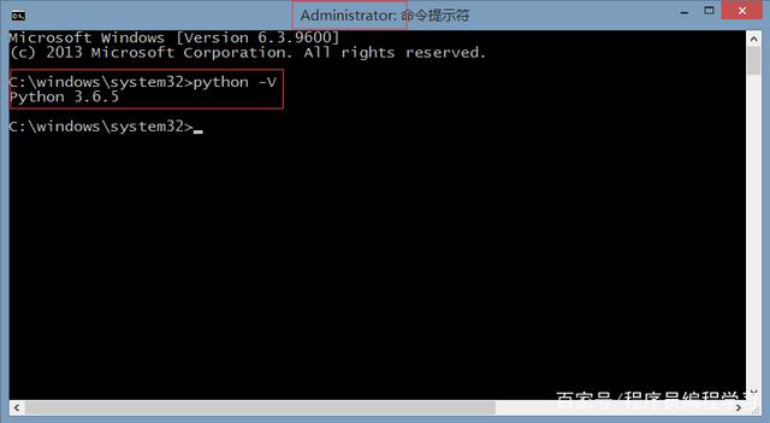 Administrator: 命令提示符
Microsoft Windows [Version 6.3.9600]
(c) 2013 Microsoft Corporation. All rights reserved.
C:\windows\system32>python -V
Python 3.6.5
C:\windows\system32>_
百家号/程序员编程学习